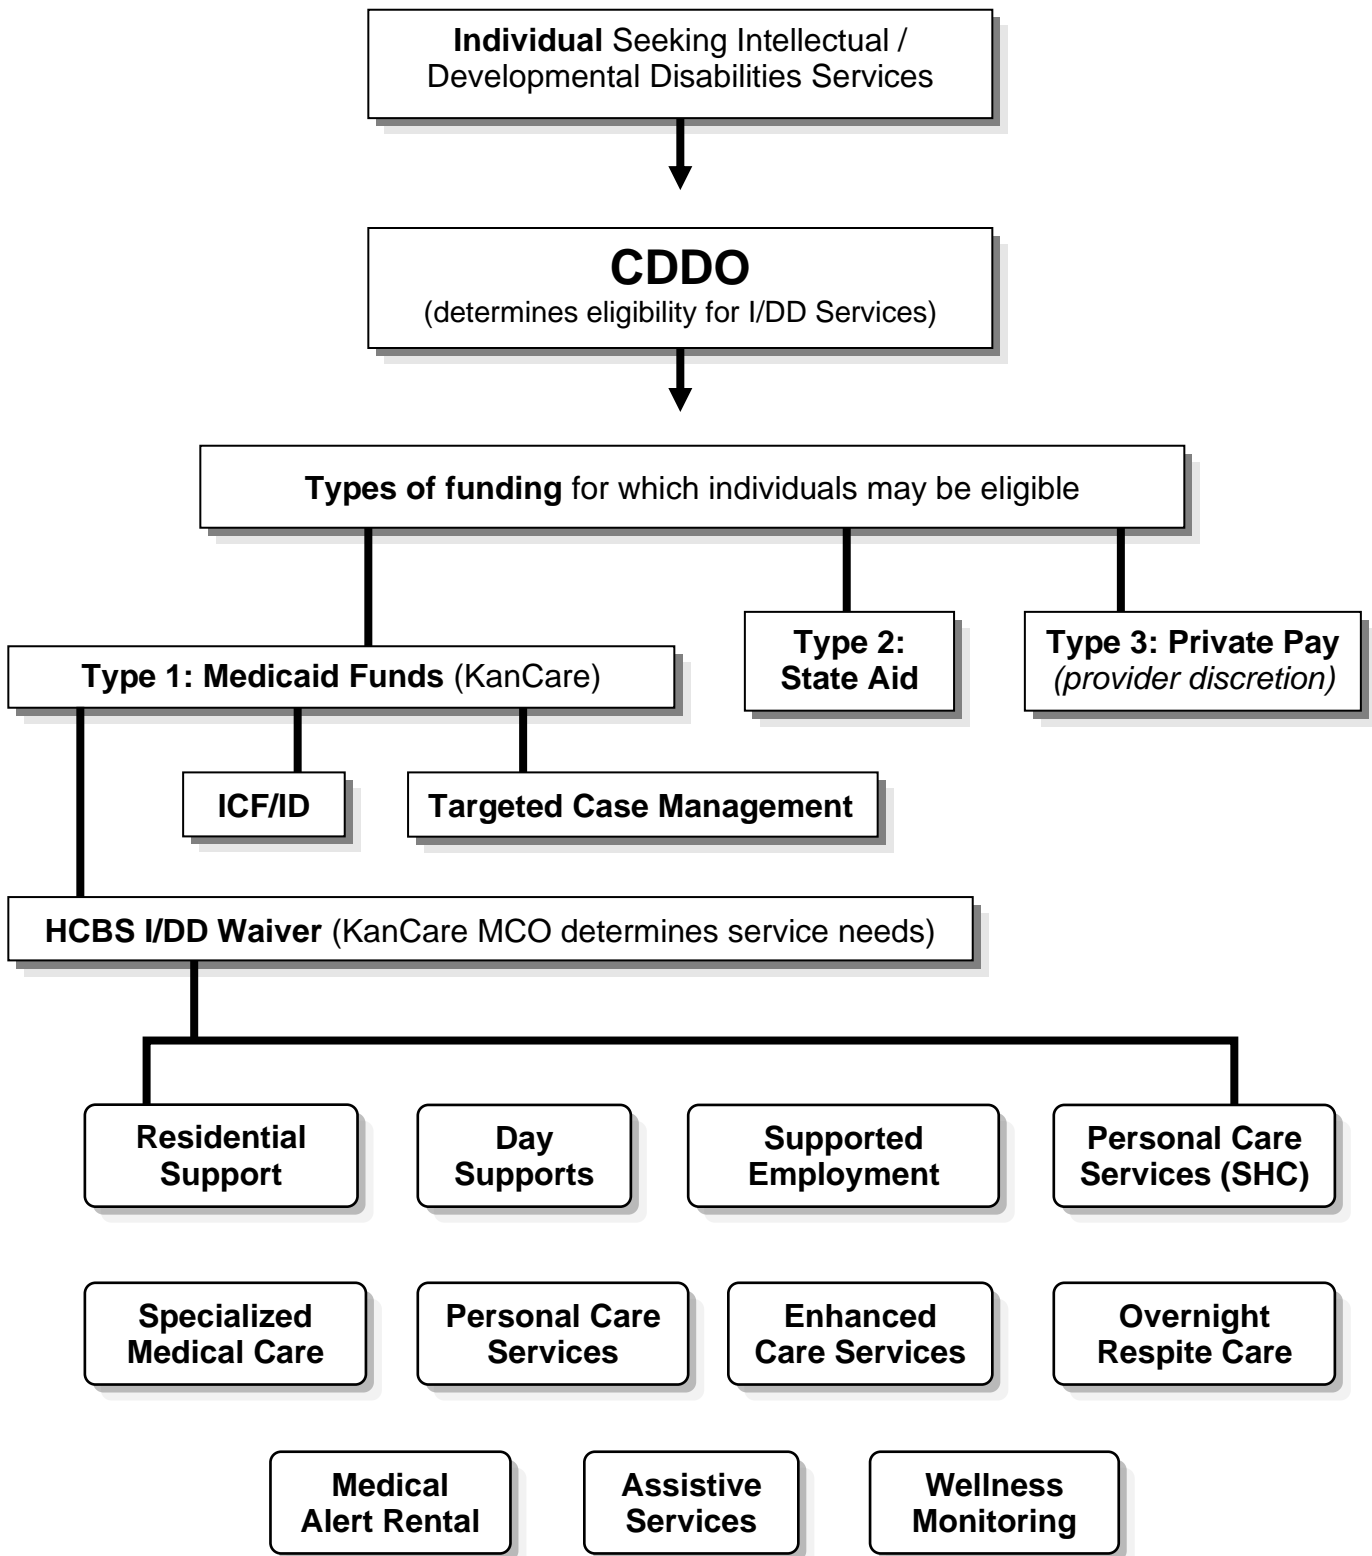 Individual Seeking Intellectual /
Developmental Disabilities Services
CDDO
(determines eligibility for I/DD Services)
Types of funding for which individuals may be eligible
Type 1: Medicaid Funds (KanCare)
Type 2:
State Aid
Type 3: Private Pay
(provider discretion)
ICF/ID
Targeted Case Management
HCBS I/DD Waiver (KanCare MCO determines service needs)
Residential
Support
Day
Supports
Supported
Employment
Personal Care
Services (SHC)
Specialized
Medical Care
Personal Care
Services
Enhanced
Care Services
Overnight
Respite Care
Medical
Alert Rental
Assistive
Services
Wellness
Monitoring